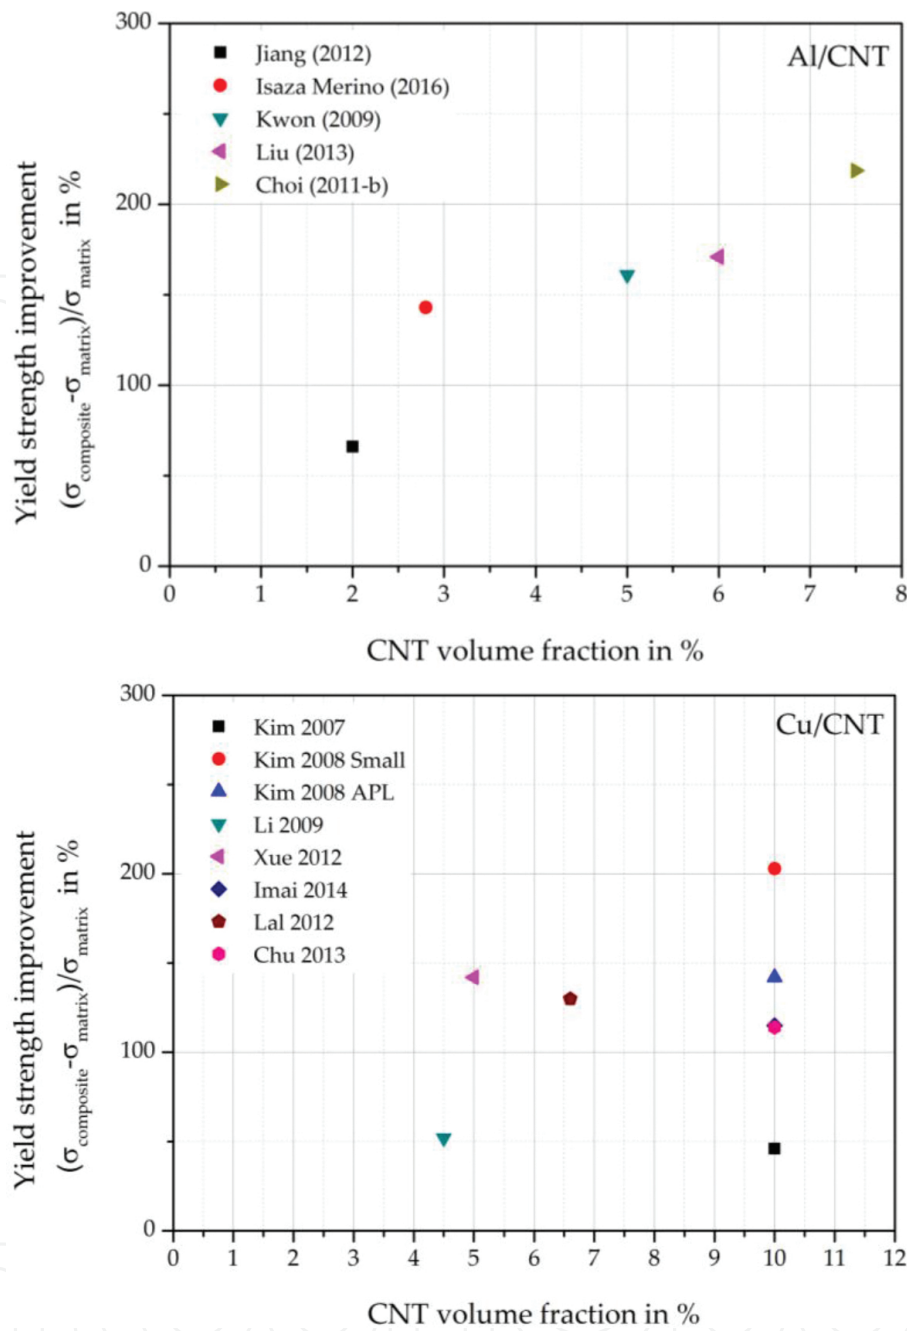 Al/CNT
Jiang (2012)
Isaza Merino (2016)
Kwon (2009)
Liu (2013)
Choi (2011-b)
300
200
100
0
Yield strength improvement
(σcomposite-σmatrix)/σmatrix in %
0 1 2 3 4 5 6 7 8
CNT volume fraction in %
Cu/CNT
Kim 2007
Kim 2008 Small
Kim 2008 APL
Li 2009
Xue 2012
Imai 2014
Lal 2012
Chu 2013
300
200
100
0
Yield strength improvement
(σcomposite-σmatrix)/σmatrix in %
0 1 2 3 4 5 6 7 8 9 10 11 12
CNT volume fraction in %